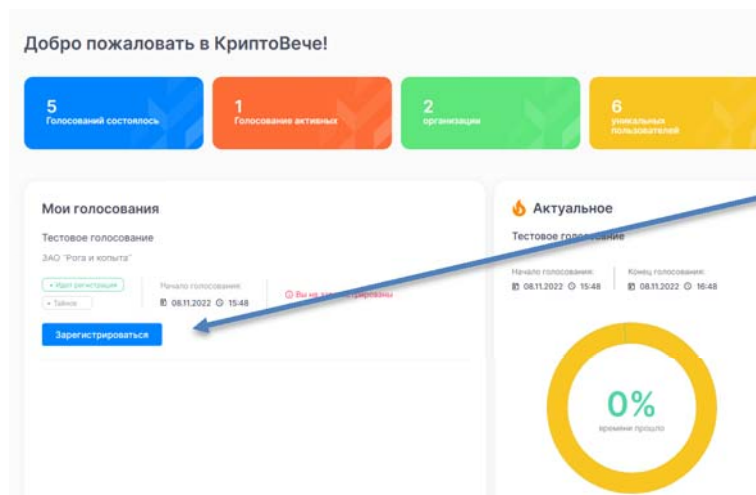 Добро пожаловать в КриптоВече!
5
Голосований состоялось
1
Голосование активных
2
организации
6
уникальных
пользователей
Мои голосования
Тестовое голосование
ЗАО "Рога и копыта"
• Идет регистрация
• Тайное
Начало голосования:
08.11.2022 15:48
Вы не зарегистрированы
Зарегистрироваться
Актуальное
Тестовое голосование
Начало голосования:
08.11.2022 15:48
Конец голосования:
08.11.2022 16:48
0%
времени прошло